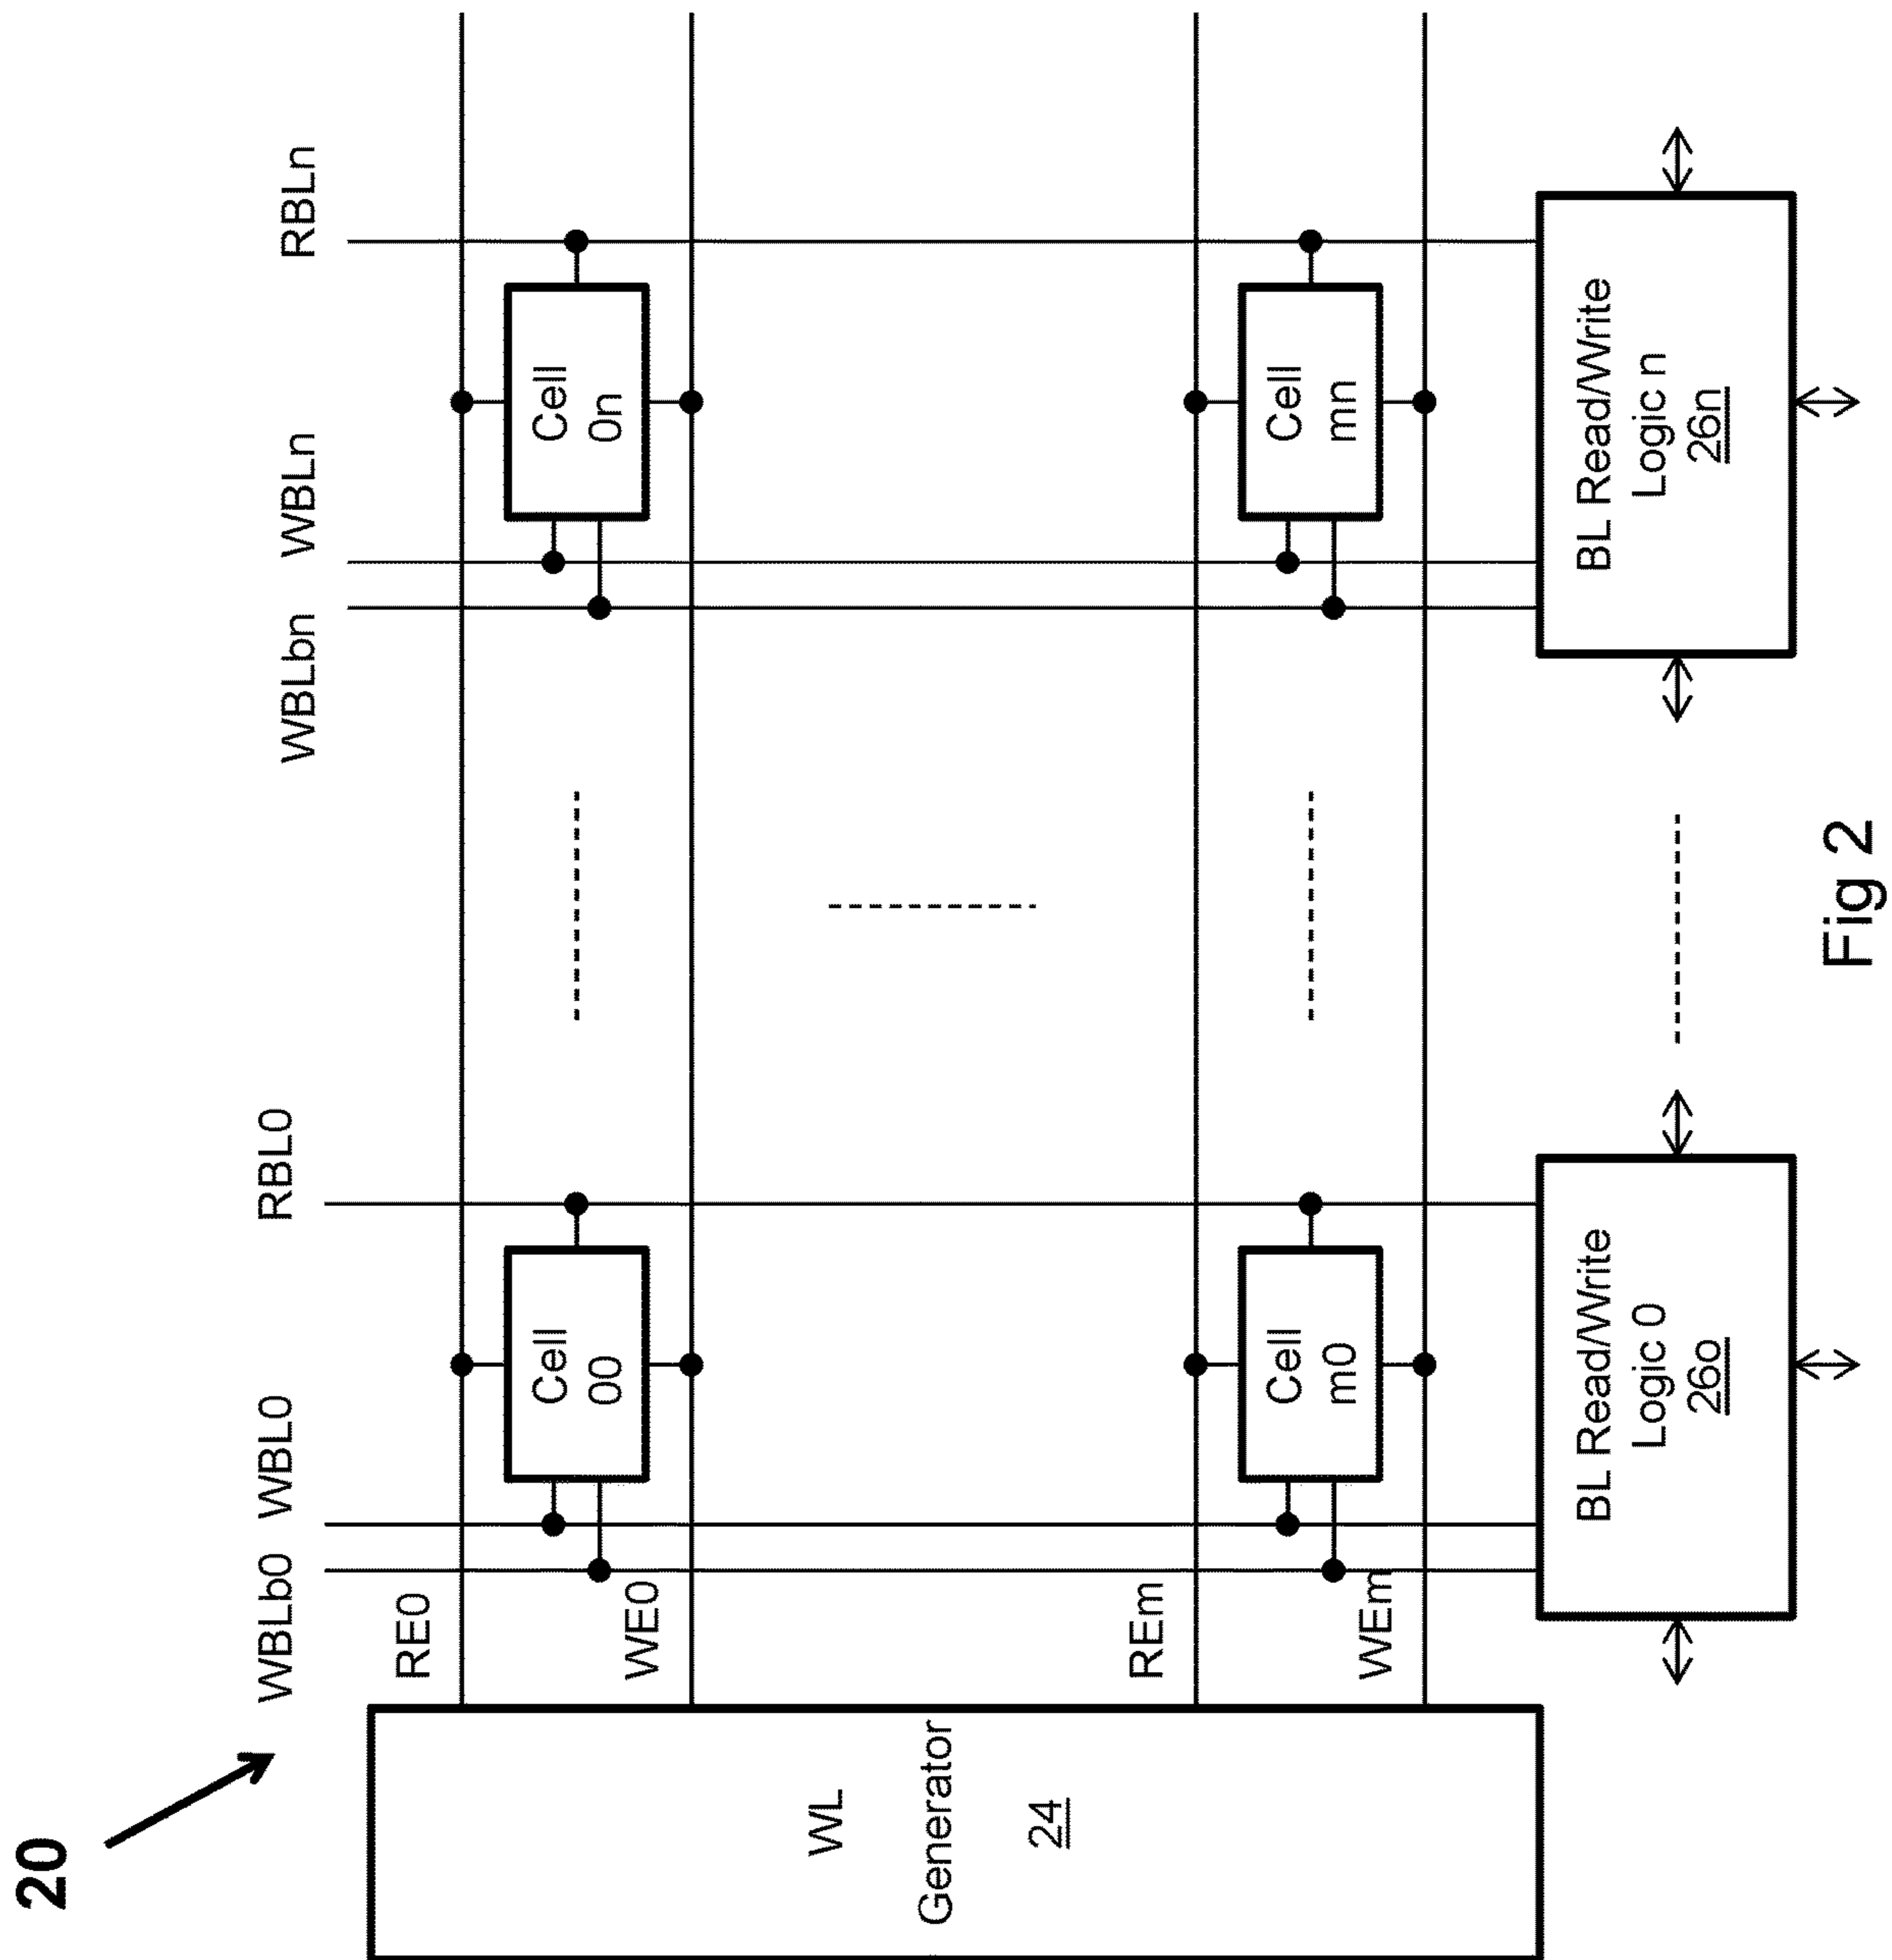 20
WBLb0
WBL0
RBL0
WBLbn
WBLn
RBLn
RE0
WE0
REm
WEm
Cell
00
Cell
0n
Cell
m0
Cell
mn
WL
Generator
24
BL Read/Write
Logic 0
26o
BL Read/Write
Logic n
26n
Fig 2